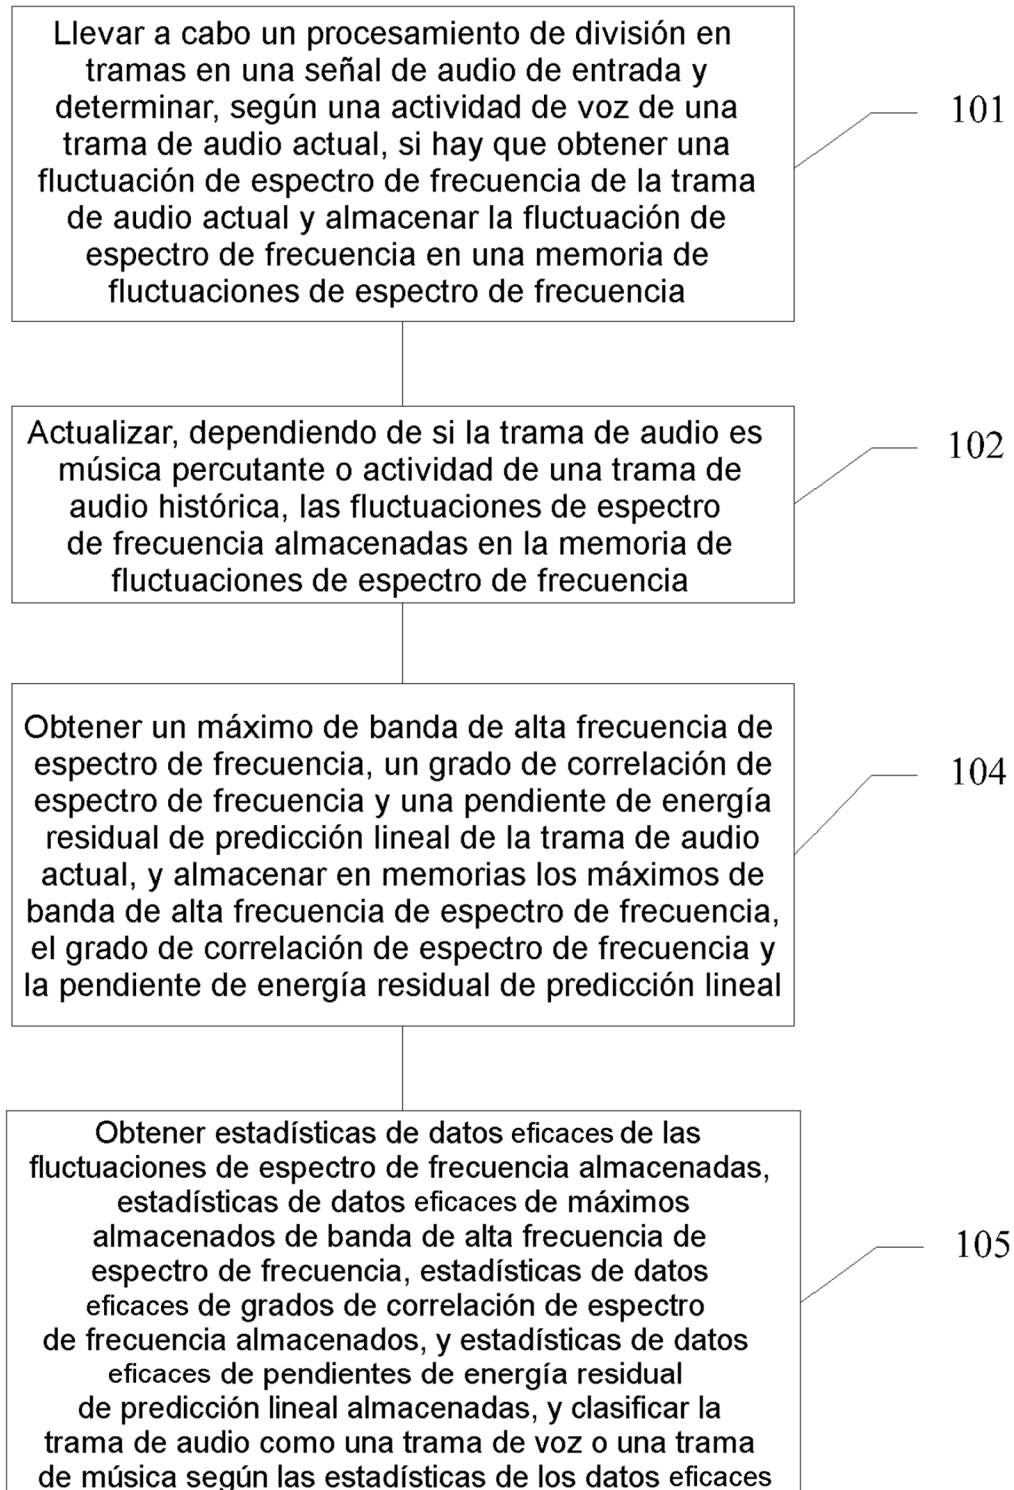 Llevar a cabo un procesamiento de división en
tramas en una señal de audio de entrada y
determinar, según una actividad de voz de una
trama de audio actual, si hay que obtener una
fluctuación de espectro de frecuencia de la trama
de audio actual y almacenar la fluctuación de
espectro de frecuencia en una memoria de
fluctuaciones de espectro de frecuencia
101
Actualizar, dependiendo de si la trama de audio es
música percutante o actividad de una trama de
audio histórica, las fluctuaciones de espectro
de frecuencia almacenadas en la memoria de
fluctuaciones de espectro de frecuencia
102
Obtener un máximo de banda de alta frecuencia de
espectro de frecuencia, un grado de correlación de
espectro de frecuencia y una pendiente de energía
residual de predicción lineal de la trama de audio
actual, y almacenar en memorias los máximos de
banda de alta frecuencia de espectro de frecuencia,
el grado de correlación de espectro de frecuencia y
la pendiente de energía residual de predicción lineal
104
Obtener estadísticas de datos eficaces de las
fluctuaciones de espectro de frecuencia almacenadas,
estadísticas de datos eficaces de máximos
almacenados de banda de alta frecuencia de
espectro de frecuencia, estadísticas de datos
eficaces de grados de correlación de espectro
de frecuencia almacenados, y estadísticas de datos
eficaces de pendientes de energía residual
de predicción lineal almacenadas, y clasificar la
trama de audio como una trama de voz o una trama
de música según las estadísticas de los datos eficaces
105